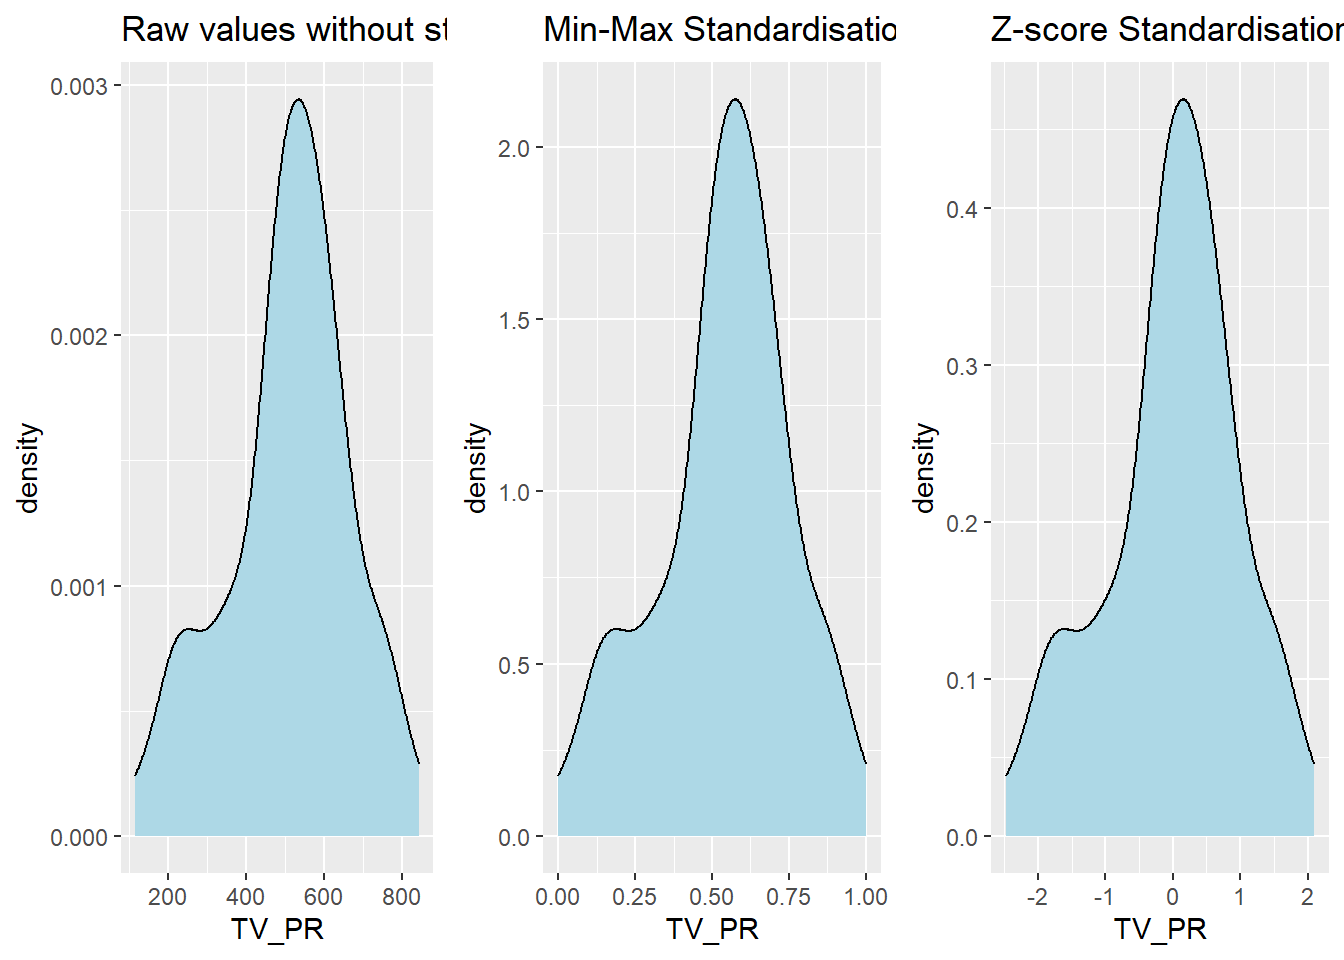 Raw values without st
0.003
0.002
0.001
0.000
density
200 400 600 800
TV_PR
Min-Max Standardisatio
2.0
1.5
1.0
0.5
0.0
density
0.00 0.25 0.50 0.75 1.00
TV_PR
Z-score Standardisation
0.4
0.3
0.2
0.1
0.0
density
-2 -1 0 1 2
TV_PR